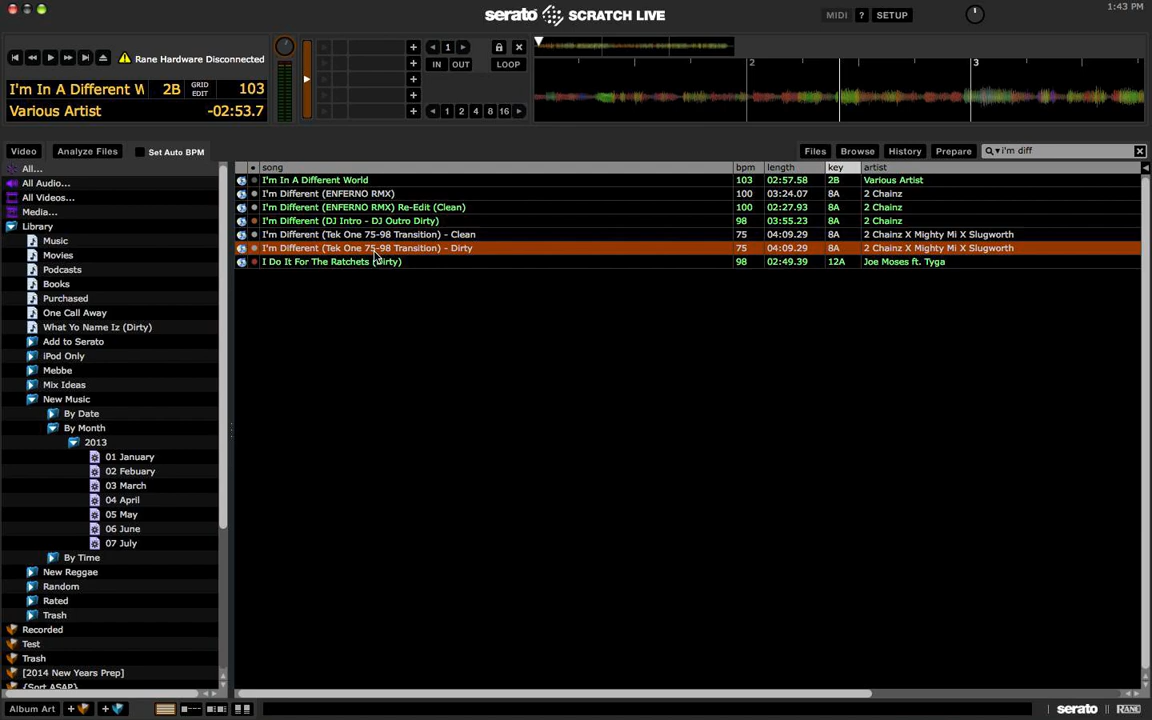 serato SCRATCH LIVE
MIDI ? SETUP
1:43 PM
Rane Hardware Disconnected
I'm In A Different W 2B GRID EDIT 103
Various Artist -02:53.7
1
IN OUT LOOP
1 2 4 8 16
2 3
Video Analyze Files Set Auto BPM
Files Browse History Prepare i'm diff
song bpm length key artist
I'm In A Different World 103 02:57.58 2B Various Artist
I'm Different (ENFERNO RMX) 100 03:24.07 8A 2 Chainz
I'm Different (ENFERNO RMX) Re-Edit (Clean) 100 02:27.93 8A 2 Chainz
I'm Different (DJ Intro - DJ Outro Dirty) 98 03:55.23 8A 2 Chainz
I'm Different (Tek One 75-98 Transition) - Clean 75 04:09.29 8A 2 Chainz X Mighty Mi X Slugworth
I'm Different (Tek One 75-98 Transition) - Dirty 75 04:09.29 8A 2 Chainz X Mighty Mi X Slugworth
I Do It For The Ratchets (Dirty) 98 02:49.39 12A Joe Moses ft. Tyga
All...
All Audio...
All Videos...
Media...
Library
Music
Movies
Podcasts
Books
Purchased
One Call Away
What Yo Name Iz (Dirty)
Add to Serato
iPod Only
Mebbe
Mix Ideas
New Music
By Date
By Month
2013
01 January
02 Febuary
03 March
04 April
05 May
06 June
07 July
By Time
New Reggae
Random
Rated
Trash
Recorded
Test
Trash
[2014 New Years Prep]
{Sort ASAP}
Album Art
serato RANE